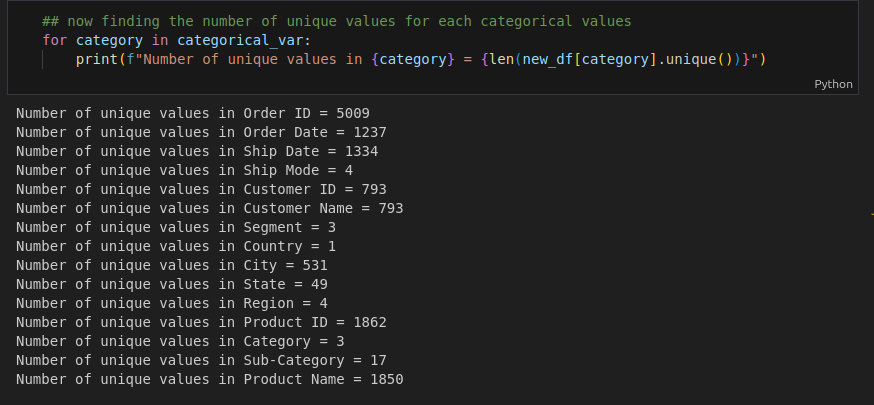 ## now finding the number of unique values for each categorical values
for category in categorical_var:
    print(f"Number of unique values in {category} = {len(new_df[category].unique())}")
Python
Number of unique values in Order ID = 5009
Number of unique values in Order Date = 1237
Number of unique values in Ship Date = 1334
Number of unique values in Ship Mode = 4
Number of unique values in Customer ID = 793
Number of unique values in Customer Name = 793
Number of unique values in Segment = 3
Number of unique values in Country = 1
Number of unique values in City = 531
Number of unique values in State = 49
Number of unique values in Region = 4
Number of unique values in Product ID = 1862
Number of unique values in Category = 3
Number of unique values in Sub-Category = 17
Number of unique values in Product Name = 1850